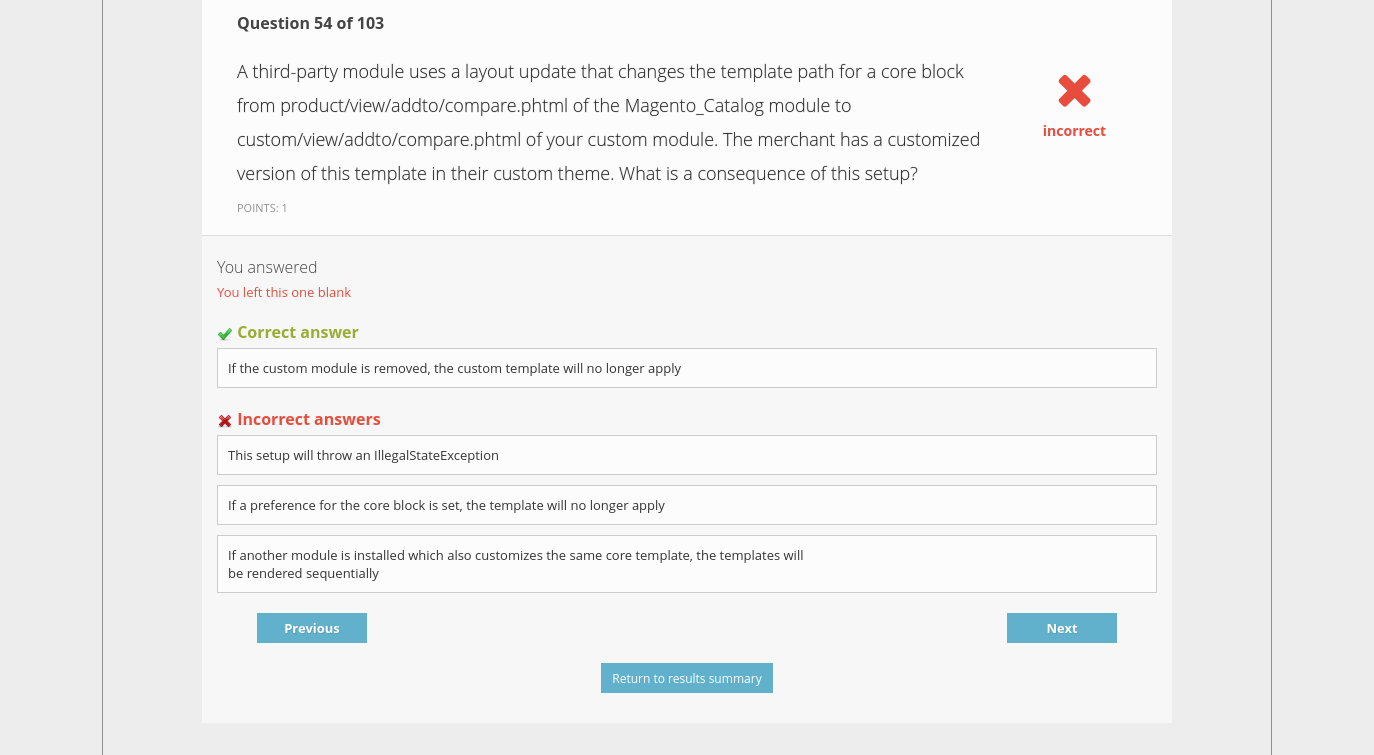 Question 54 of 103
A third-party module uses a layout update that changes the template path for a core block
from product/view/addto/compare.phtml of the Magento_Catalog module to
custom/view/addto/compare.phtml of your custom module. The merchant has a customized
version of this template in their custom theme. What is a consequence of this setup?
incorrect
POINTS: 1
You answered
You left this one blank
Correct answer
If the custom module is removed, the custom template will no longer apply
Incorrect answers
This setup will throw an IllegalStateException
If a preference for the core block is set, the template will no longer apply
If another module is installed which also customizes the same core template, the templates will
be rendered sequentially
Previous
Next
Return to results summary